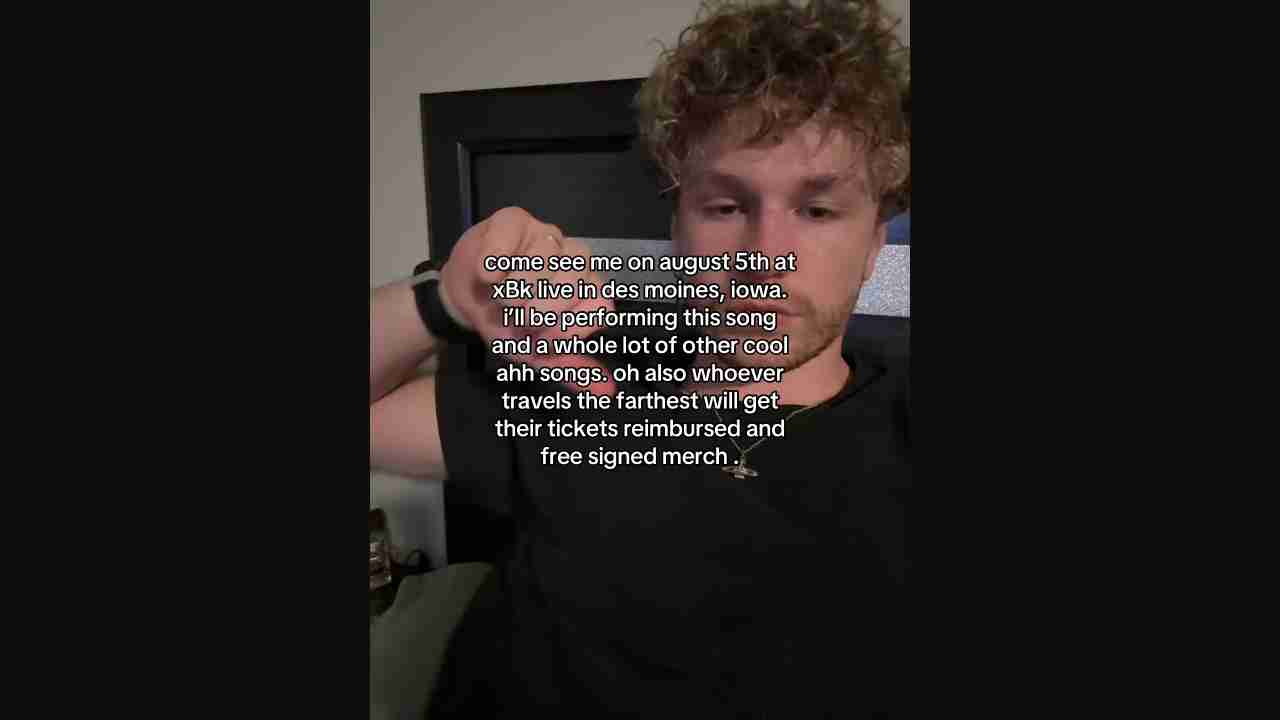 come see me on august 5th at
xBk live in des moines, iowa.
i’ll be performing this song
and a whole lot of other cool
ahh songs. oh also whoever
travels the farthest will get
their tickets reimbursed and
free signed merch .